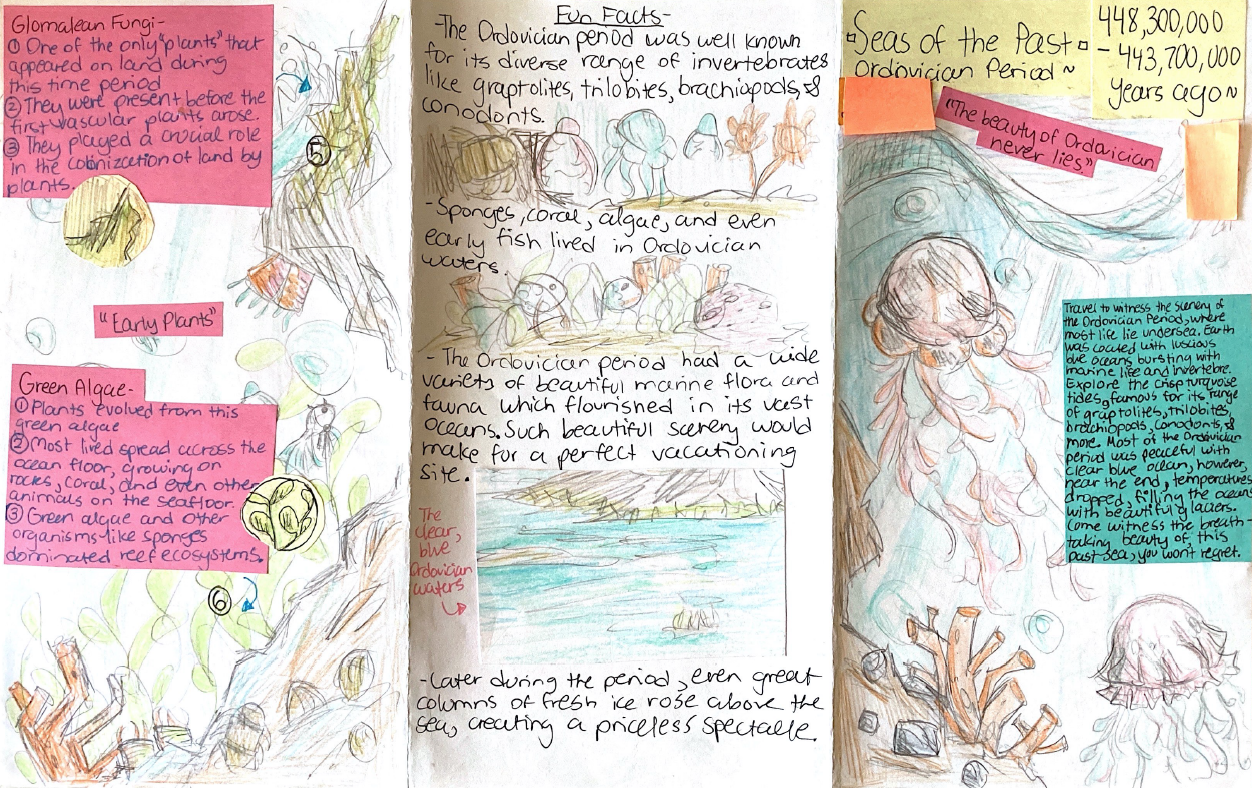 Glomalean Fungi-
① One of the only "plants" that
appeared on land during
this time period
② They were present before the
first vascular plants arose.
③ They played a crucial role
in the colonization of land by
plants.
5
"Early Plants"
Green Algae-
① Plants evolved from this
green algae
② Most lived spread across the
ocean floor, growing on
rocks, coral, and even other
animals on the seafloor.
③ Green algae and other
organisms like sponges
dominated reef ecosystems.
6
Fun Facts-
-The Ordovician period was well known
for its diverse range of invertebrates
like graptolites, trilobites, brachiopods, &
conodonts.
-Sponges, coral, algae, and even
early fish lived in Ordovician
waters.
-The Ordovician period had a wide
variety of beautiful marine flora and
fauna which flourished in its vast
oceans. Such beautiful scenery would
make for a perfect vacationing
site.
The
clear,
blue
Ordovician
waters
-Later during the period, even great
columns of fresh ice rose above the
sea, creating a priceless spectacle.
Seas of the Past
Ordovician Period~
448,300,000
- 443,700,000
years ago~
"The beauty of Ordovician
never lies"
Travel to witness the scenery of
the Ordovician Period, where
most life lie undersea. Earth
was coated with luscious
blue oceans bursting with
marine life and invertebre.
Explore the crisp turquoise
tides, famous for its range
of graptolites, trilobites,
brachiopods, conodonts, &
more. Most of the Ordovician
period was peaceful with
clear blue ocean, however,
near the end, temperatures
dropped, filling the ocean
with beautiful glaciers.
Come witness the breath-
taking beauty of this
past sea, you won't regret.